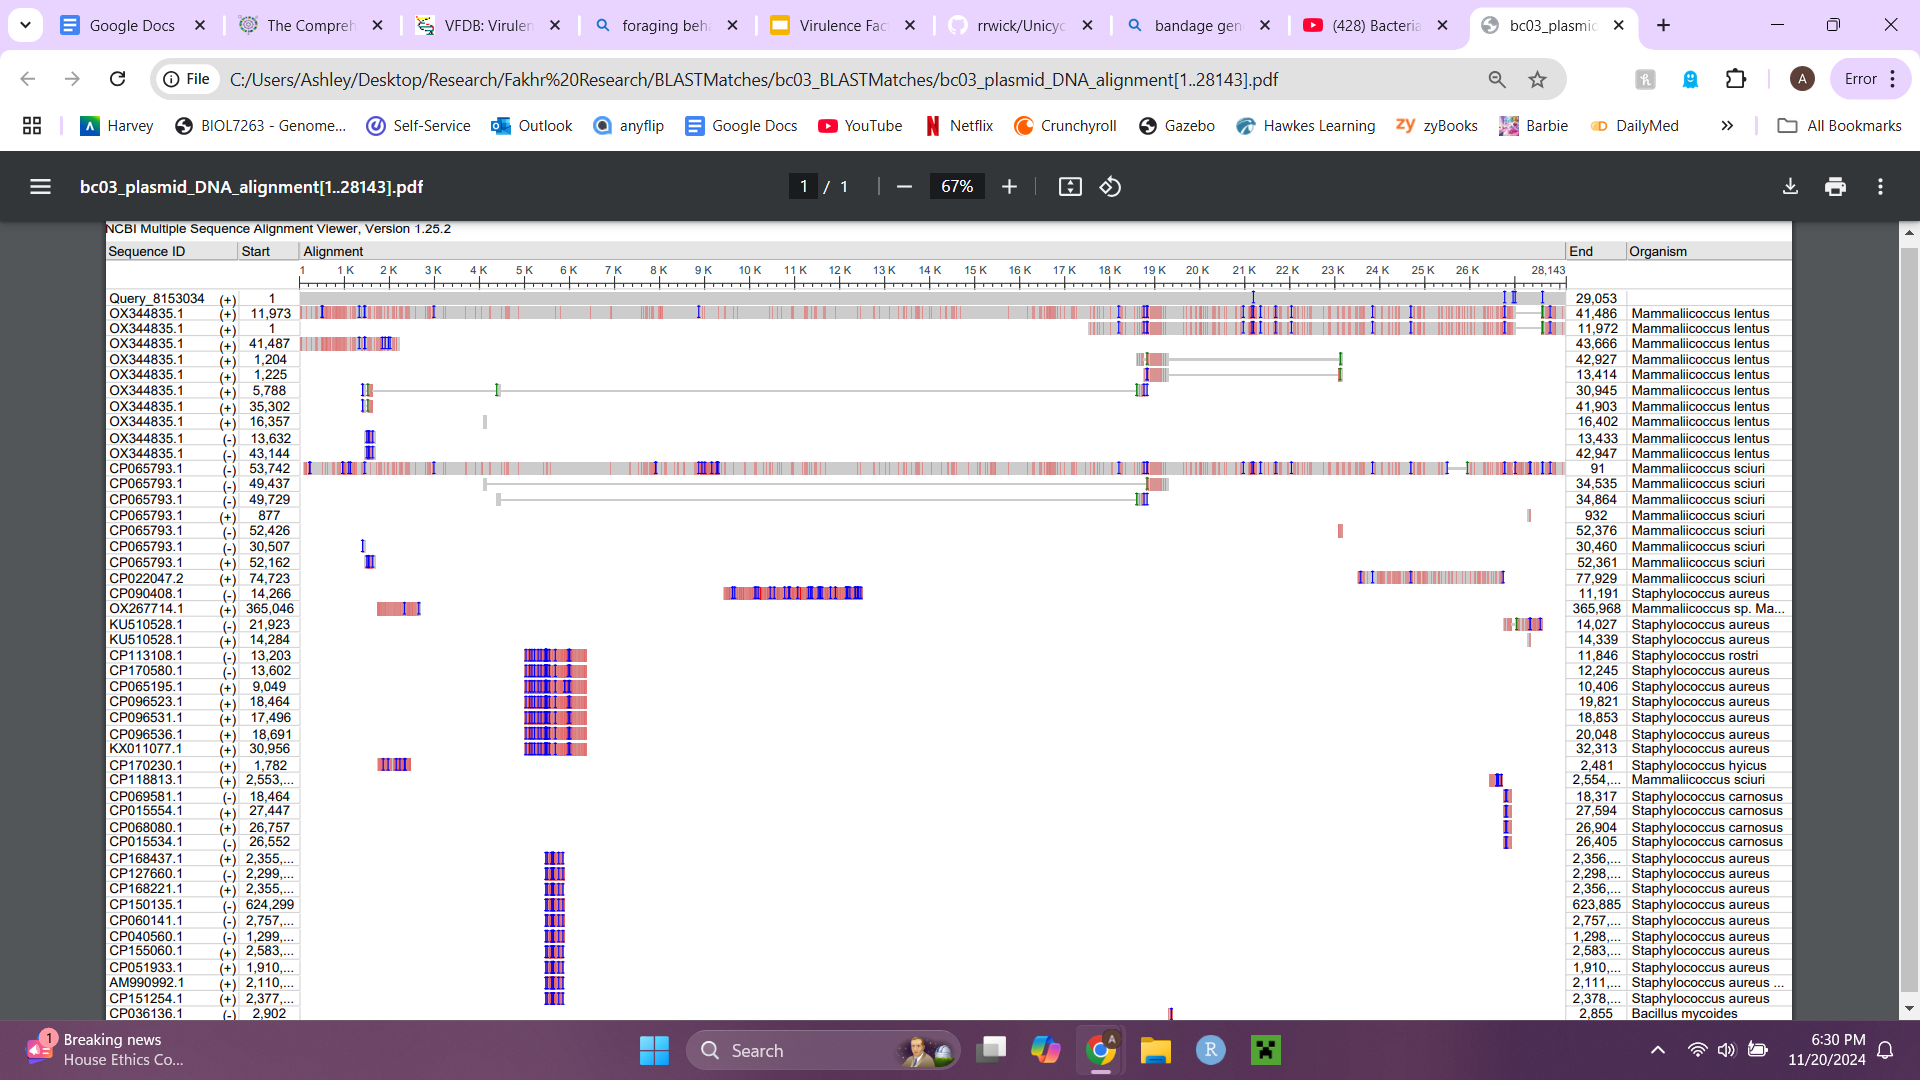 Google Docs
The Compreh
VFDB: Virulen
foraging beha
Virulence Fac
rrwick/Unicyc
bandage gen
(428) Bacteria
bc03_plasmid
File
C:/Users/Ashley/Desktop/Research/Fakhr%20Research/BLASTMatches/bc03_BLASTMatches/bc03_plasmid_DNA_alignment[1..28143].pdf
A
Error
Harvey
BIOL7263 - Genome...
Self-Service
Outlook
anyflip
Google Docs
YouTube
Netflix
Crunchyroll
Gazebo
Hawkes Learning
zyBooks
Barbie
DailyMed
All Bookmarks
bc03_plasmid_DNA_alignment[1..28143].pdf
1 / 1
67%
NCBI Multiple Sequence Alignment Viewer, Version 1.25.2
Sequence ID Start Alignment End Organism
1 1 K 2 K 3 K 4 K 5 K 6 K 7 K 8 K 9 K 10 K 11 K 12 K 13 K 14 K 15 K 16 K 17 K 18 K 19 K 20 K 21 K 22 K 23 K 24 K 25 K 26 K 28,143
Query_8153034 (+) 1 29,053
OX344835.1 (+) 11,973 41,486 Mammaliicoccus lentus
OX344835.1 (+) 1 11,972 Mammaliicoccus lentus
OX344835.1 (+) 41,487 43,666 Mammaliicoccus lentus
OX344835.1 (+) 1,204 42,927 Mammaliicoccus lentus
OX344835.1 (+) 1,225 13,414 Mammaliicoccus lentus
OX344835.1 (+) 5,788 30,945 Mammaliicoccus lentus
OX344835.1 (+) 35,302 41,903 Mammaliicoccus lentus
OX344835.1 (+) 16,357 16,402 Mammaliicoccus lentus
OX344835.1 (-) 13,632 13,433 Mammaliicoccus lentus
OX344835.1 (-) 43,144 42,947 Mammaliicoccus lentus
CP065793.1 (-) 53,742 91 Mammaliicoccus sciuri
CP065793.1 (-) 49,437 34,535 Mammaliicoccus sciuri
CP065793.1 (-) 49,729 34,864 Mammaliicoccus sciuri
CP065793.1 (+) 877 932 Mammaliicoccus sciuri
CP065793.1 (-) 52,426 52,376 Mammaliicoccus sciuri
CP065793.1 (-) 30,507 30,460 Mammaliicoccus sciuri
CP065793.1 (+) 52,162 52,361 Mammaliicoccus sciuri
CP022047.2 (+) 74,723 77,929 Mammaliicoccus sciuri
CP090408.1 (-) 14,266 11,191 Staphylococcus aureus
OX267714.1 (+) 365,046 365,968 Mammaliicoccus sp. Ma...
KU510528.1 (-) 21,923 14,027 Staphylococcus aureus
KU510528.1 (+) 14,284 14,339 Staphylococcus aureus
CP113108.1 (-) 13,203 11,846 Staphylococcus rostri
CP170580.1 (-) 13,602 12,245 Staphylococcus aureus
CP065195.1 (+) 9,049 10,406 Staphylococcus aureus
CP096523.1 (+) 18,464 19,821 Staphylococcus aureus
CP096531.1 (+) 17,496 18,853 Staphylococcus aureus
CP096536.1 (+) 18,691 20,048 Staphylococcus aureus
KX011077.1 (+) 30,956 32,313 Staphylococcus aureus
CP170230.1 (+) 1,782 2,481 Staphylococcus hyicus
CP118813.1 (+) 2,553,... 2,554,... Mammaliicoccus sciuri
CP069581.1 (-) 18,464 18,317 Staphylococcus carnosus
CP015554.1 (+) 27,447 27,594 Staphylococcus carnosus
CP068080.1 (+) 26,757 26,904 Staphylococcus carnosus
CP015534.1 (-) 26,552 26,405 Staphylococcus carnosus
CP168437.1 (+) 2,355,... 2,356,... Staphylococcus aureus
CP127660.1 (-) 2,299,... 2,298,... Staphylococcus aureus
CP168221.1 (+) 2,355,... 2,356,... Staphylococcus aureus
CP150135.1 (-) 624,299 623,885 Staphylococcus aureus
CP060141.1 (-) 2,757,... 2,757,... Staphylococcus aureus
CP040560.1 (-) 1,299,... 1,298,... Staphylococcus aureus
CP155060.1 (+) 2,583,... 2,583,... Staphylococcus aureus
CP051933.1 (+) 1,910,... 1,910,... Staphylococcus aureus
AM990992.1 (+) 2,110,... 2,111,... Staphylococcus aureus ...
CP151254.1 (+) 2,377,... 2,378,... Staphylococcus aureus
CP036136.1 (-) 2,902 2,855 Bacillus mycoides
1
Breaking news
House Ethics Co...
Search
A
R
6:30 PM
11/20/2024